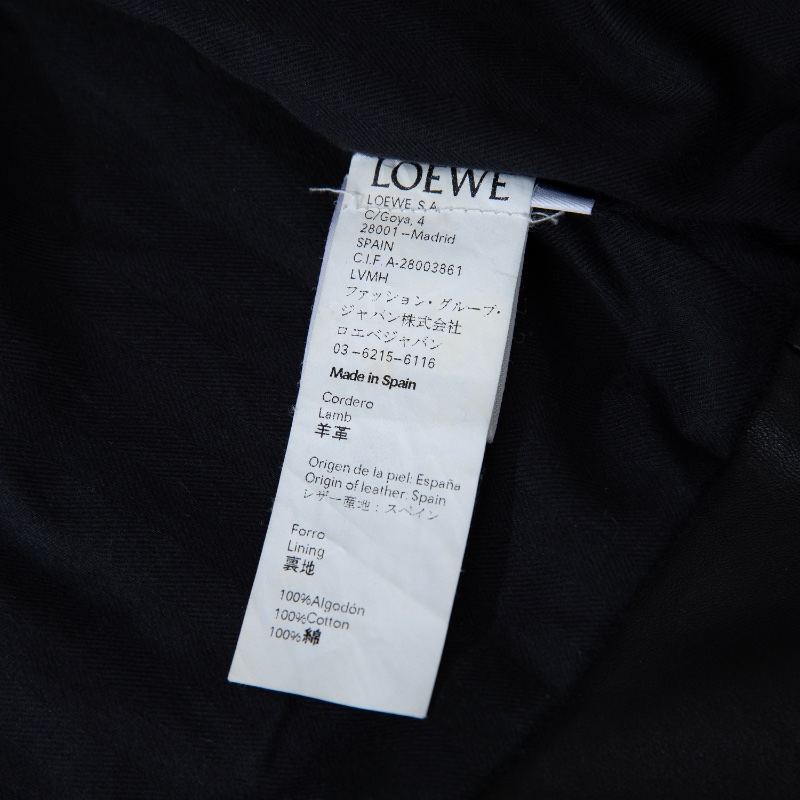 LOEWE
LOEWE S.A.
C/Goya, 4
28001-Madrid
SPAIN
C.I.F. A-28003861
LVMH
ファッション・グループ・
ジャパン株式会社
ロエベジャパン
03-6215-6116
Made in Spain
Cordero
Lamb
羊革
Origen de la piel: España
Origin of leather: Spain
レザー産地：スペイン
Forro
Lining
裏地
100%Algodón
100%Cotton
100%綿